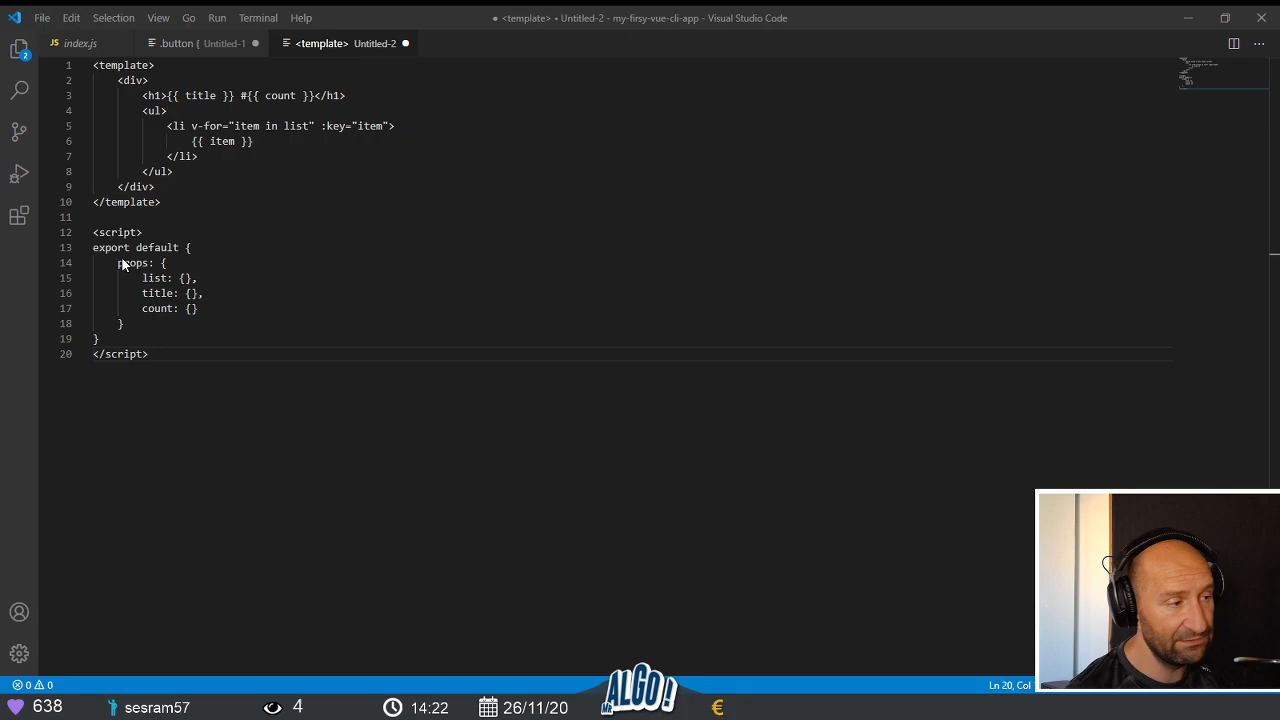 File Edit Selection View Go Run Terminal Help
● <template> • Untitled-2 - my-firsy-vue-cli-app - Visual Studio Code
2
JS index.js
.button { Untitled-1
<template> Untitled-2
1 <template>
2 <div>
3 <h1>{{ title }} #{{ count }}</h1>
4 <ul>
5 <li v-for="item in list" :key="item">
6 {{ item }}
7 </li>
8 </ul>
9 </div>
10 </template>
11
12 <script>
13 export default {
14 props: {
15 list: {},
16 title: {},
17 count: {}
18 }
19 }
20 </script>
0 0
Ln 20, Col
638 sesram57 4 14:22 26/11/20 Mr ALGO! €